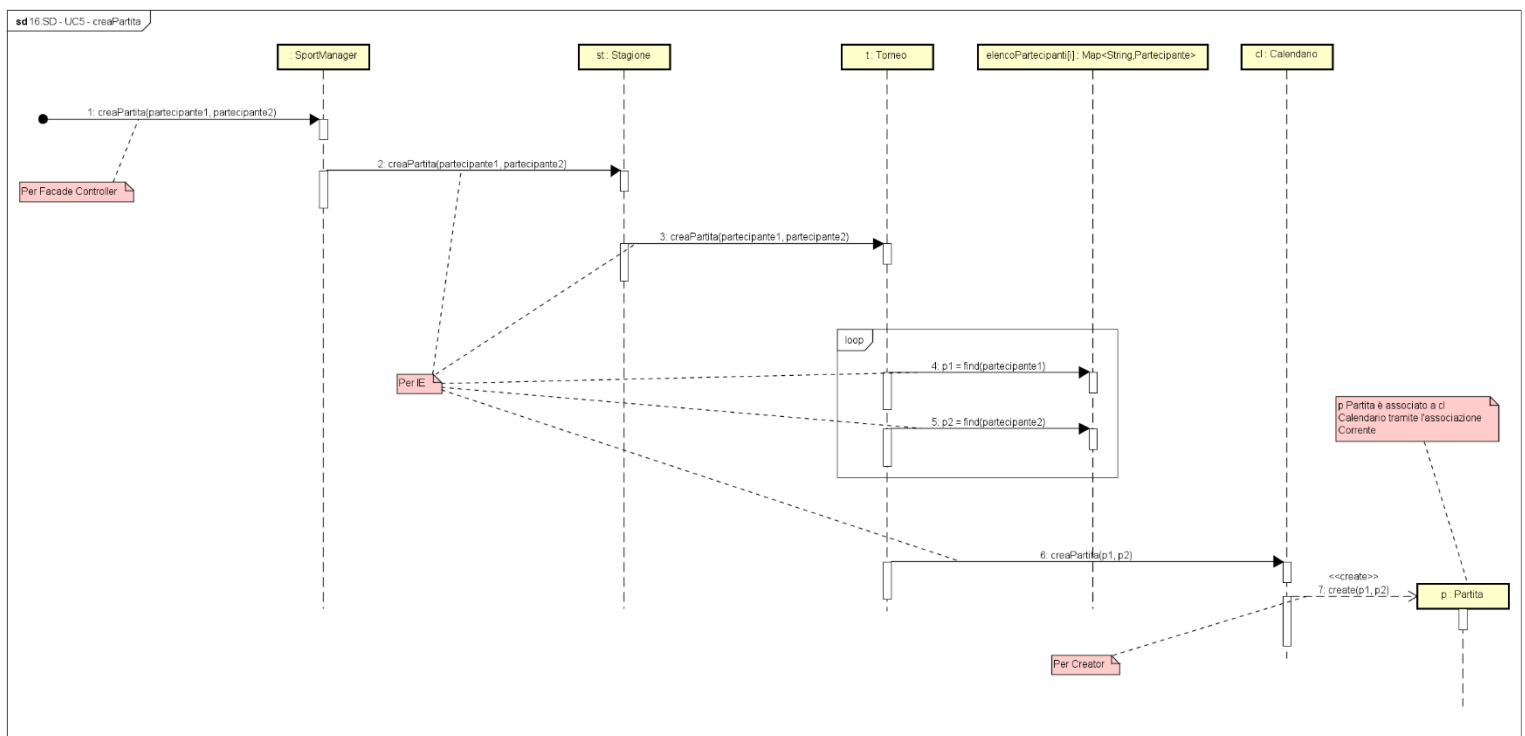 sd 16.SD - UC5 - creaPartita
: SportManager
st : Stagione
t : Torneo
elencoPartecipanti[i] : Map<String,Partecipante>
cl : Calendario
1: creaPartita(partecipante1, partecipante2)
2: creaPartita(partecipante1, partecipante2)
Per Facade Controller
3: creaPartita(partecipante1, partecipante2)
loop
4: p1 = find(partecipante1)
Per IE
5: p2 = find(partecipante2)
p Partita è associato a cl
Calendario tramite l'associazione
Corrente
6: creaPartita(p1, p2)
<<create>>
7: create(p1, p2)
p : Partita
Per Creator